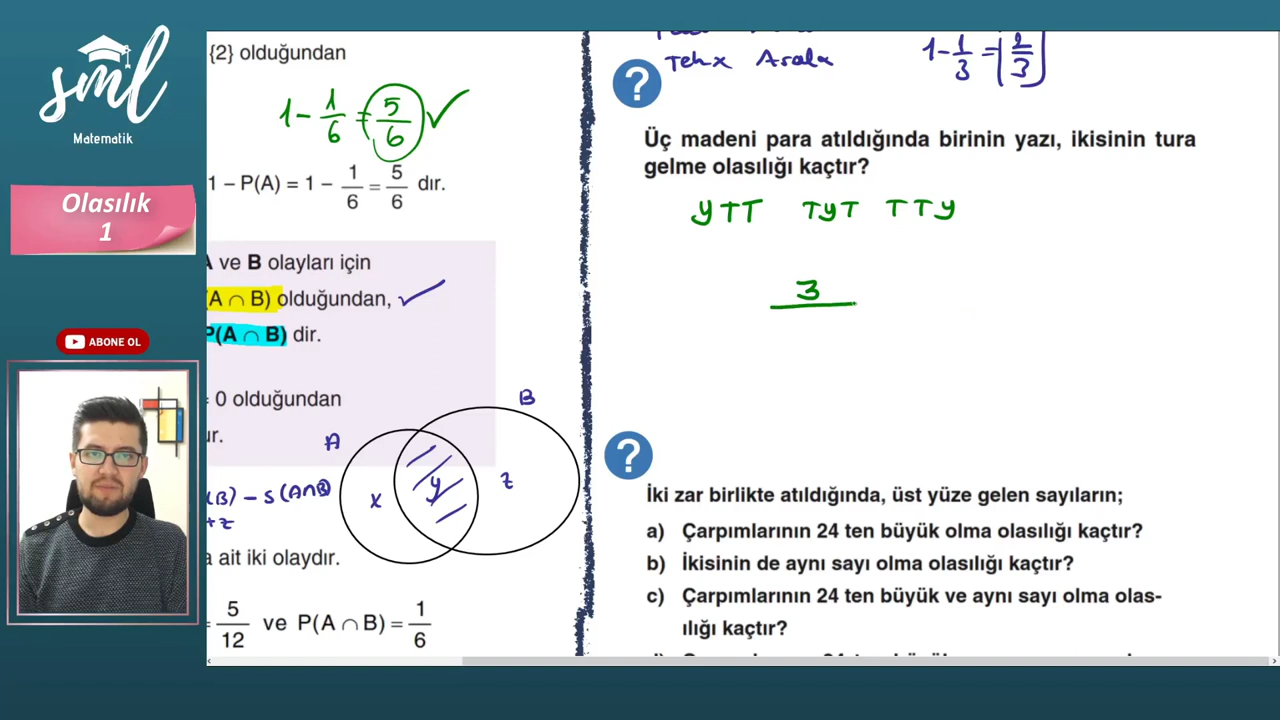 sml
Matematik
Olasılık
1
ABONE OL
{2} olduğundan
1 - 1/6 = 5/6
1 – P(A) = 1 – 1/6 = 5/6 dır.
A ve B olayları için
(A ∩ B) olduğundan,
P(A ∩ B) dir.
= 0 olduğundan
ur.
A
B
x
y
z
(B) - s(A∩B)
+z
a ait iki olaydır.
= 5/12 ve P(A ∩ B) = 1/6
Tek x Asala
1 - 1/3 = 2/3
?
Üç madeni para atıldığında birinin yazı, ikisinin tura
gelme olasılığı kaçtır?
YTT TYT TTY
3
?
İki zar birlikte atıldığında, üst yüze gelen sayıların;
a) Çarpımlarının 24 ten büyük olma olasılığı kaçtır?
b) İkisinin de aynı sayı olma olasılığı kaçtır?
c) Çarpımlarının 24 ten büyük ve aynı sayı olma olas-
ılığı kaçtır?